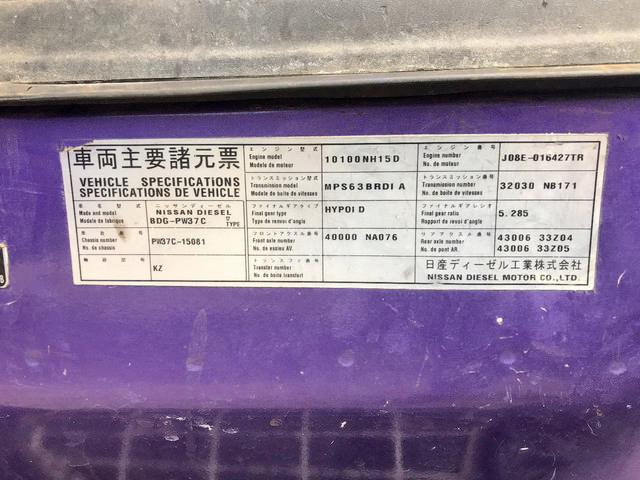 車両主要諸元票
VEHICLE SPECIFICATIONS
SPECIFICATIONS DE VEHICLE
車名型式
Made and model
Modele de fabrique
ニッサンディーゼル
NISSAN DIESEL
BDG-PW37C
型
TYPE
車台番号
Chassis number
No. de chassis
PW37C-15081
KZ
エンジン型式
Engine model
Modele de moteur
10100NH15D
トランスミッション型式
Transmission model
Modele de boite de vitesses
MPS63BRDI A
ファイナルギアタイプ
Final gear type
Type de renvoi d'angle
HYPOI D
フロントアクスル番号
Front axle number
No. de essieu AV.
40000 NA076
トランスファ番号
Transfer number
No de boite transfert
エンジン番号
Engine number
No. de moteur
J08E-016427TR
トランスミッション番号
Transmission number
No. de boite de vitesses
32030 NB171
ファイナルギアレシオ
Final gear ratio
Rapport de renvoi d'angle
5.285
リアアクスル番号
Rear axle number
No. de pont AR.
43006 33Z04
43006 33Z05
日産ディーゼル工業株式会社
NISSAN DIESEL MOTOR CO.,LTD.